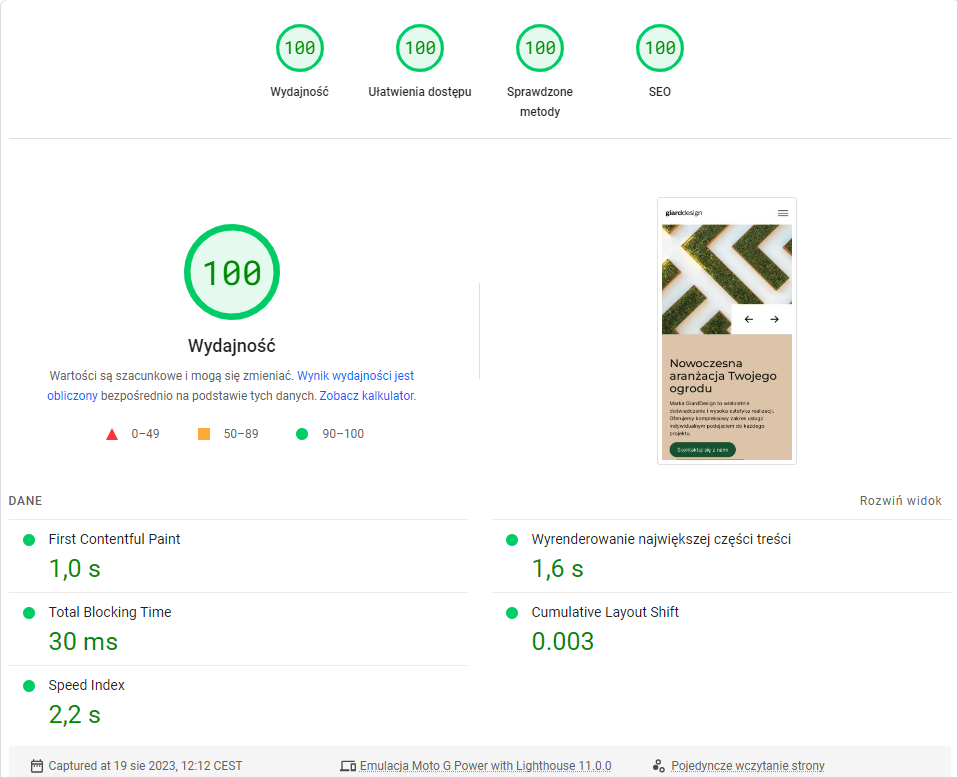 100
100
100
100
Wydajność
Ułatwienia dostępu
Sprawdzone
metody
SEO
100
Wydajność
Wartości są szacunkowe i mogą się zmieniać. Wynik wydajności jest
obliczony bezpośrednio na podstawie tych danych. Zobacz kalkulator.
0–49
50–89
90–100
giarddesign
Nowoczesna
aranżacja Twojego
ogrodu
Marka GiardDesign to wieloletnie
doświadczenie i wysoka estetyka realizacji.
Oferujemy kompleksowy zakres usług z
indywidualnym podejściem do każdego
projektu.
Skontaktuj się z nami
DANE
Rozwiń widok
First Contentful Paint
1,0 s
Wyrenderowanie największej części treści
1,6 s
Total Blocking Time
30 ms
Cumulative Layout Shift
0.003
Speed Index
2,2 s
Captured at 19 sie 2023, 12:12 CEST
Emulacja Moto G Power with Lighthouse 11.0.0
Pojedyncze wczytanie strony